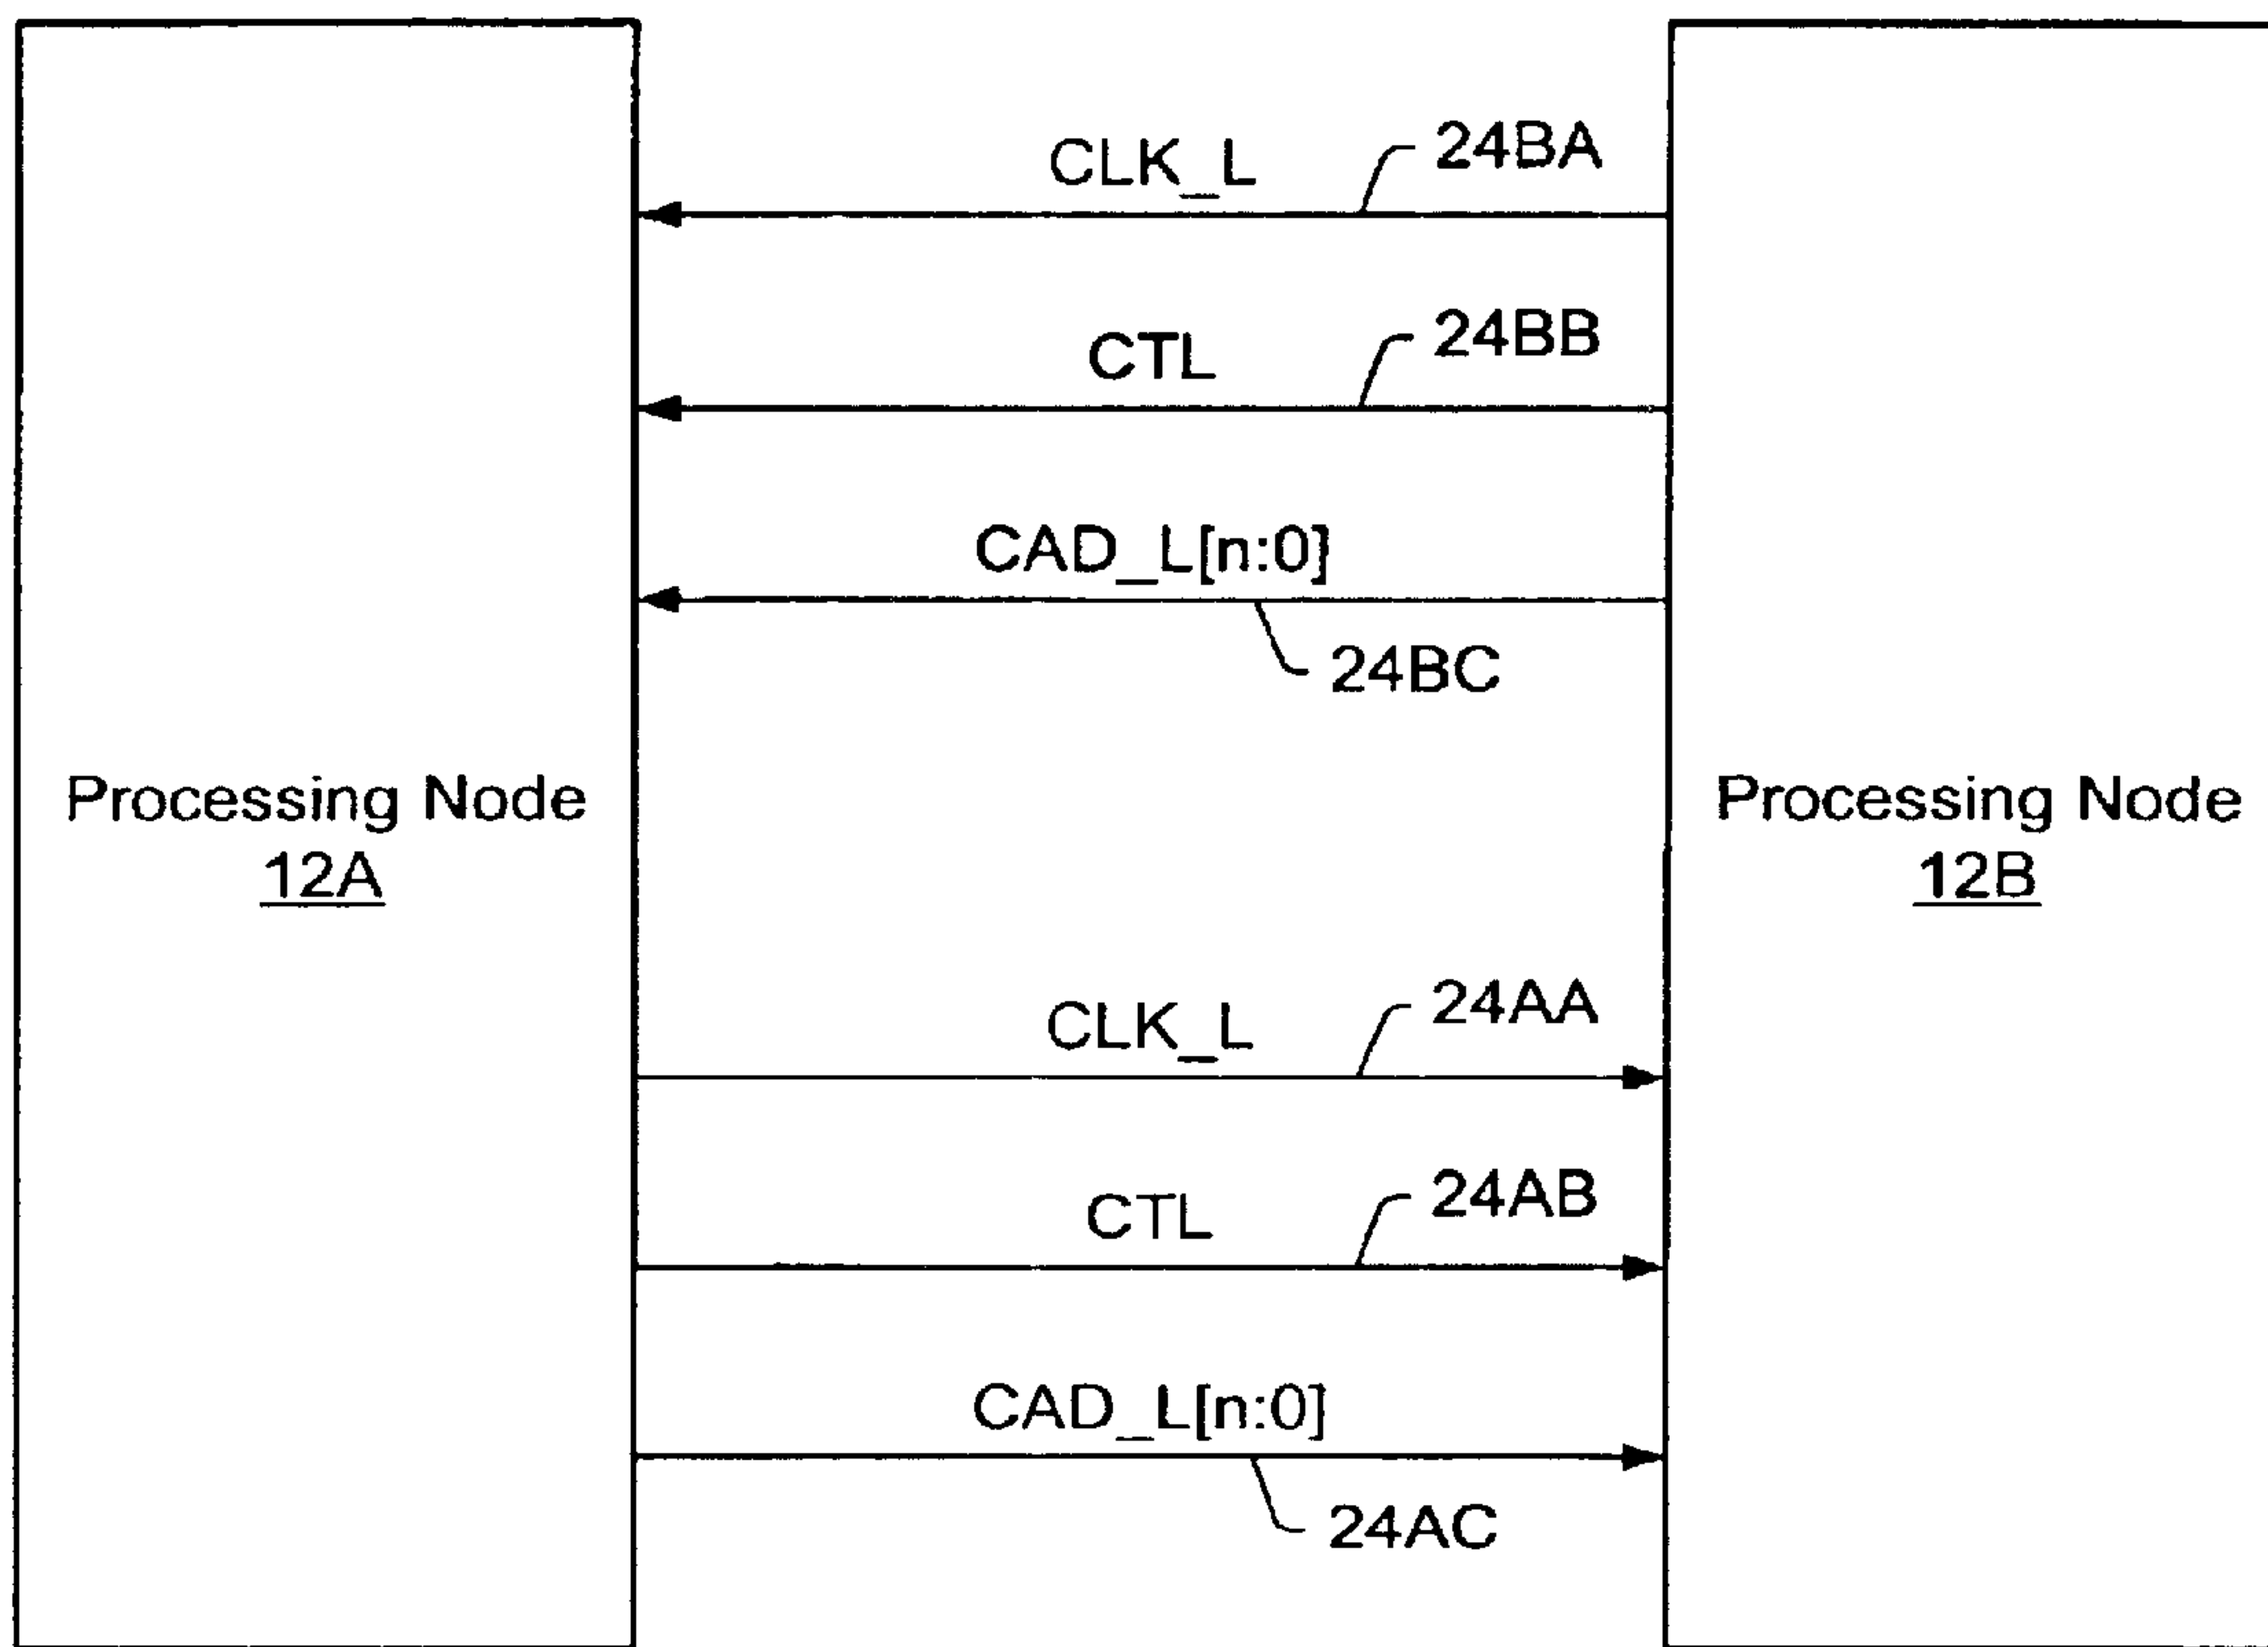 CLK_L
24BA
CTL
24BB
CAD_L[n:0]
24BC
Processing Node
12A
Processing Node
12B
CLK_L
24AA
CTL
24AB
CAD_L[n:0]
24AC